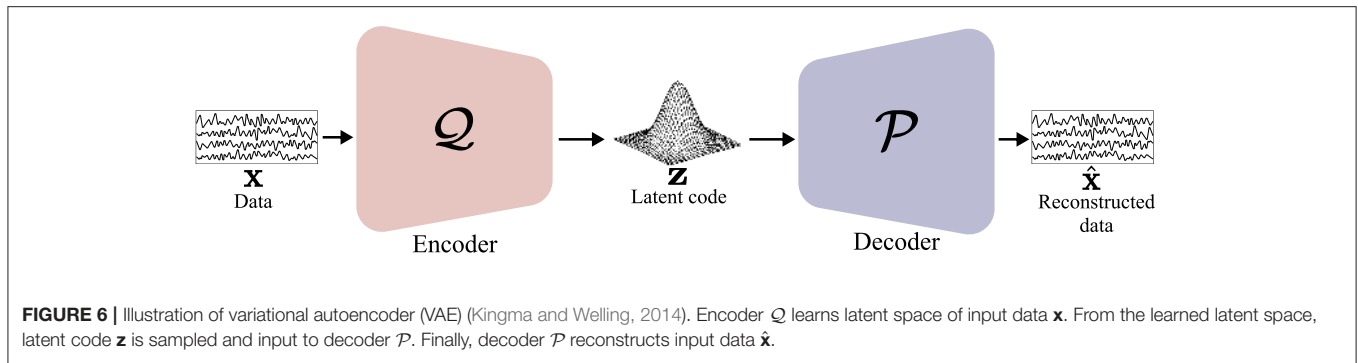 𝒬
𝒫
x
Data
z
Latent code
x̂
Reconstructed
data
Encoder
Decoder
FIGURE 6 | Illustration of variational autoencoder (VAE) (Kingma and Welling, 2014). Encoder 𝒬 learns latent space of input data x. From the learned latent space,
latent code z is sampled and input to decoder 𝒫. Finally, decoder 𝒫 reconstructs input data x̂.